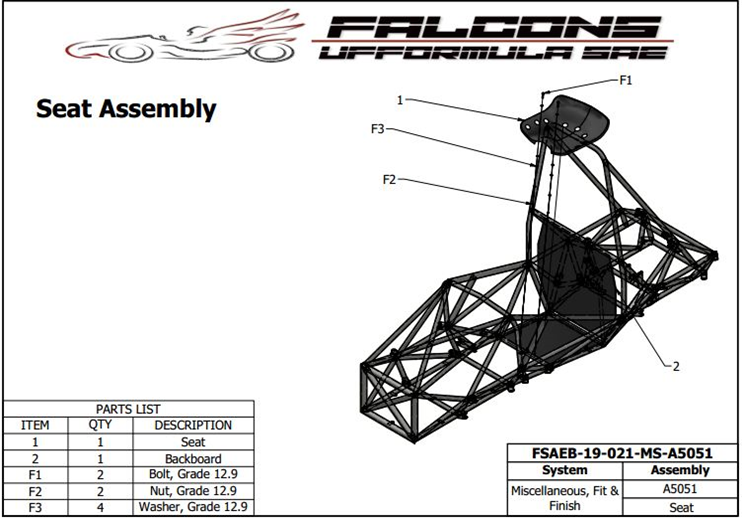 FALCONS
UFFORMULA SAE
Seat Assembly
F1
1
F3
F2
2
PARTS LIST
ITEM QTY DESCRIPTION
1 1 Seat
2 1 Backboard
F1 2 Bolt, Grade 12.9
F2 2 Nut, Grade 12.9
F3 4 Washer, Grade 12.9
FSAEB-19-021-MS-A5051
System Assembly
Miscellaneous, Fit & Finish A5051
Seat